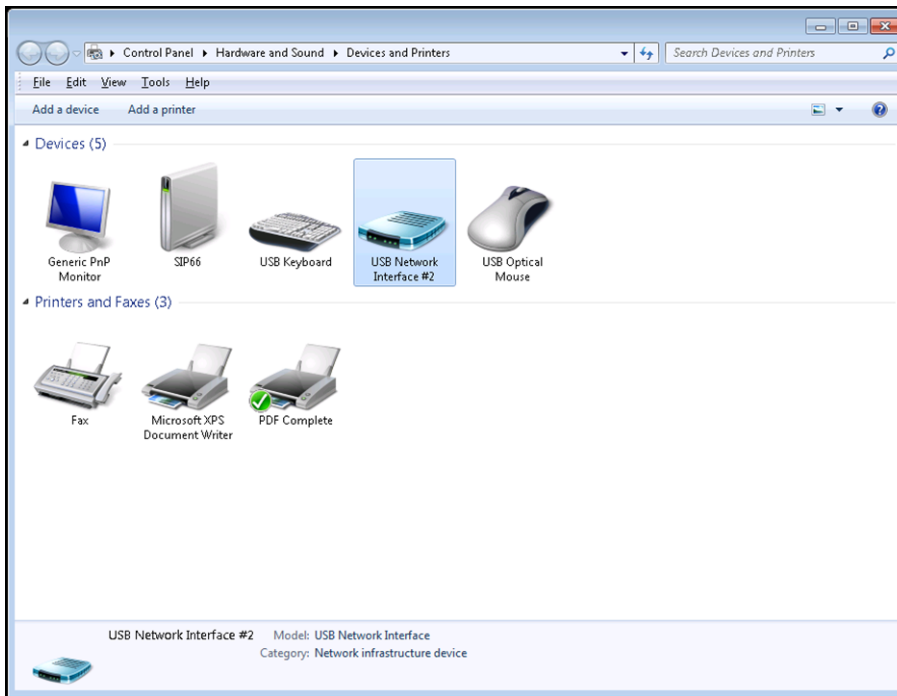 Control Panel ▸ Hardware and Sound ▸ Devices and Printers
Search Devices and Printers
File Edit View Tools Help
Add a device Add a printer
Devices (5)
Generic PnP Monitor
SIP66
USB Keyboard
USB Network Interface #2
USB Optical Mouse
Printers and Faxes (3)
Fax
Microsoft XPS Document Writer
PDF Complete
USB Network Interface #2 Model: USB Network Interface
Category: Network infrastructure device